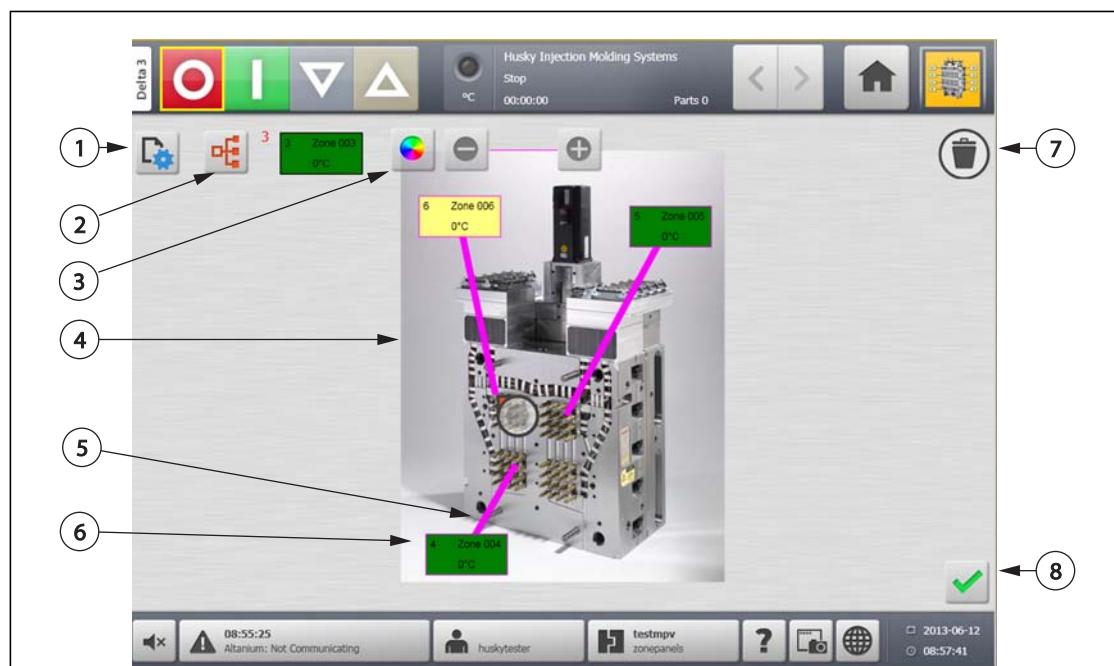 Delta 3
Husky Injection Molding Systems
Stop
°C
00:00:00
Parts 0
1
2
3
3
3 Zone 003
0°C
7
6 Zone 006
0°C
5 Zone 005
0°C
4
5
6
4 Zone 004
0°C
8
08:55:25
Altanium: Not Communicating
huskytester
testmpv
zonepanels
?
2013-06-12
08:57:41